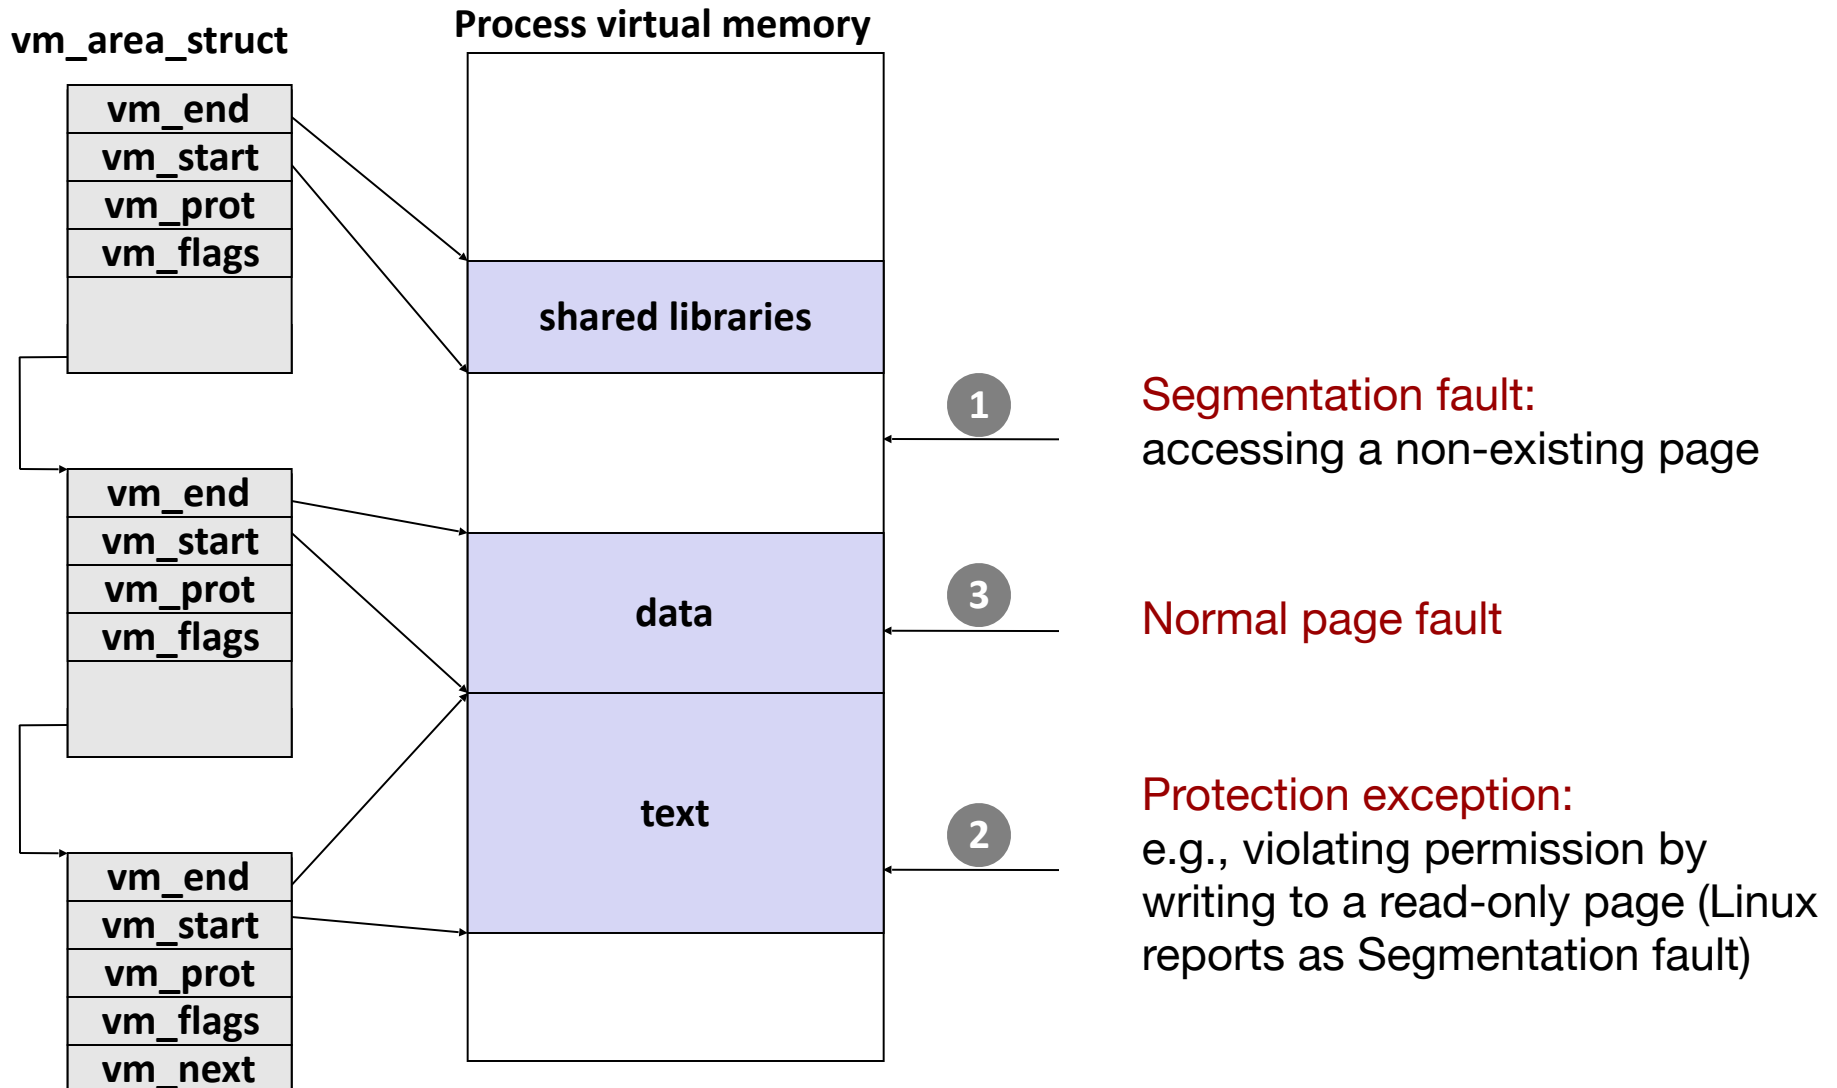 Process virtual memory
vm_area_struct
vm_end
vm_start
vm_prot
vm_flags
shared libraries
1
Segmentation fault:
accessing a non-existing page
vm_end
vm_start
vm_prot
vm_flags
data
3
Normal page fault
text
2
Protection exception:
e.g., violating permission by
writing to a read-only page (Linux
reports as Segmentation fault)
vm_end
vm_start
vm_prot
vm_flags
vm_next